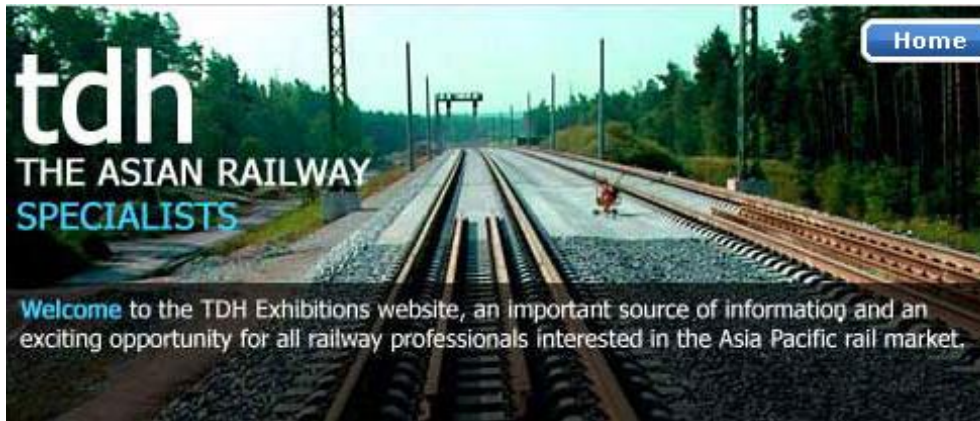 Home
tdh
THE ASIAN RAILWAY
SPECIALISTS
Welcome to the TDH Exhibitions website, an important source of information and an
exciting opportunity for all railway professionals interested in the Asia Pacific rail market.